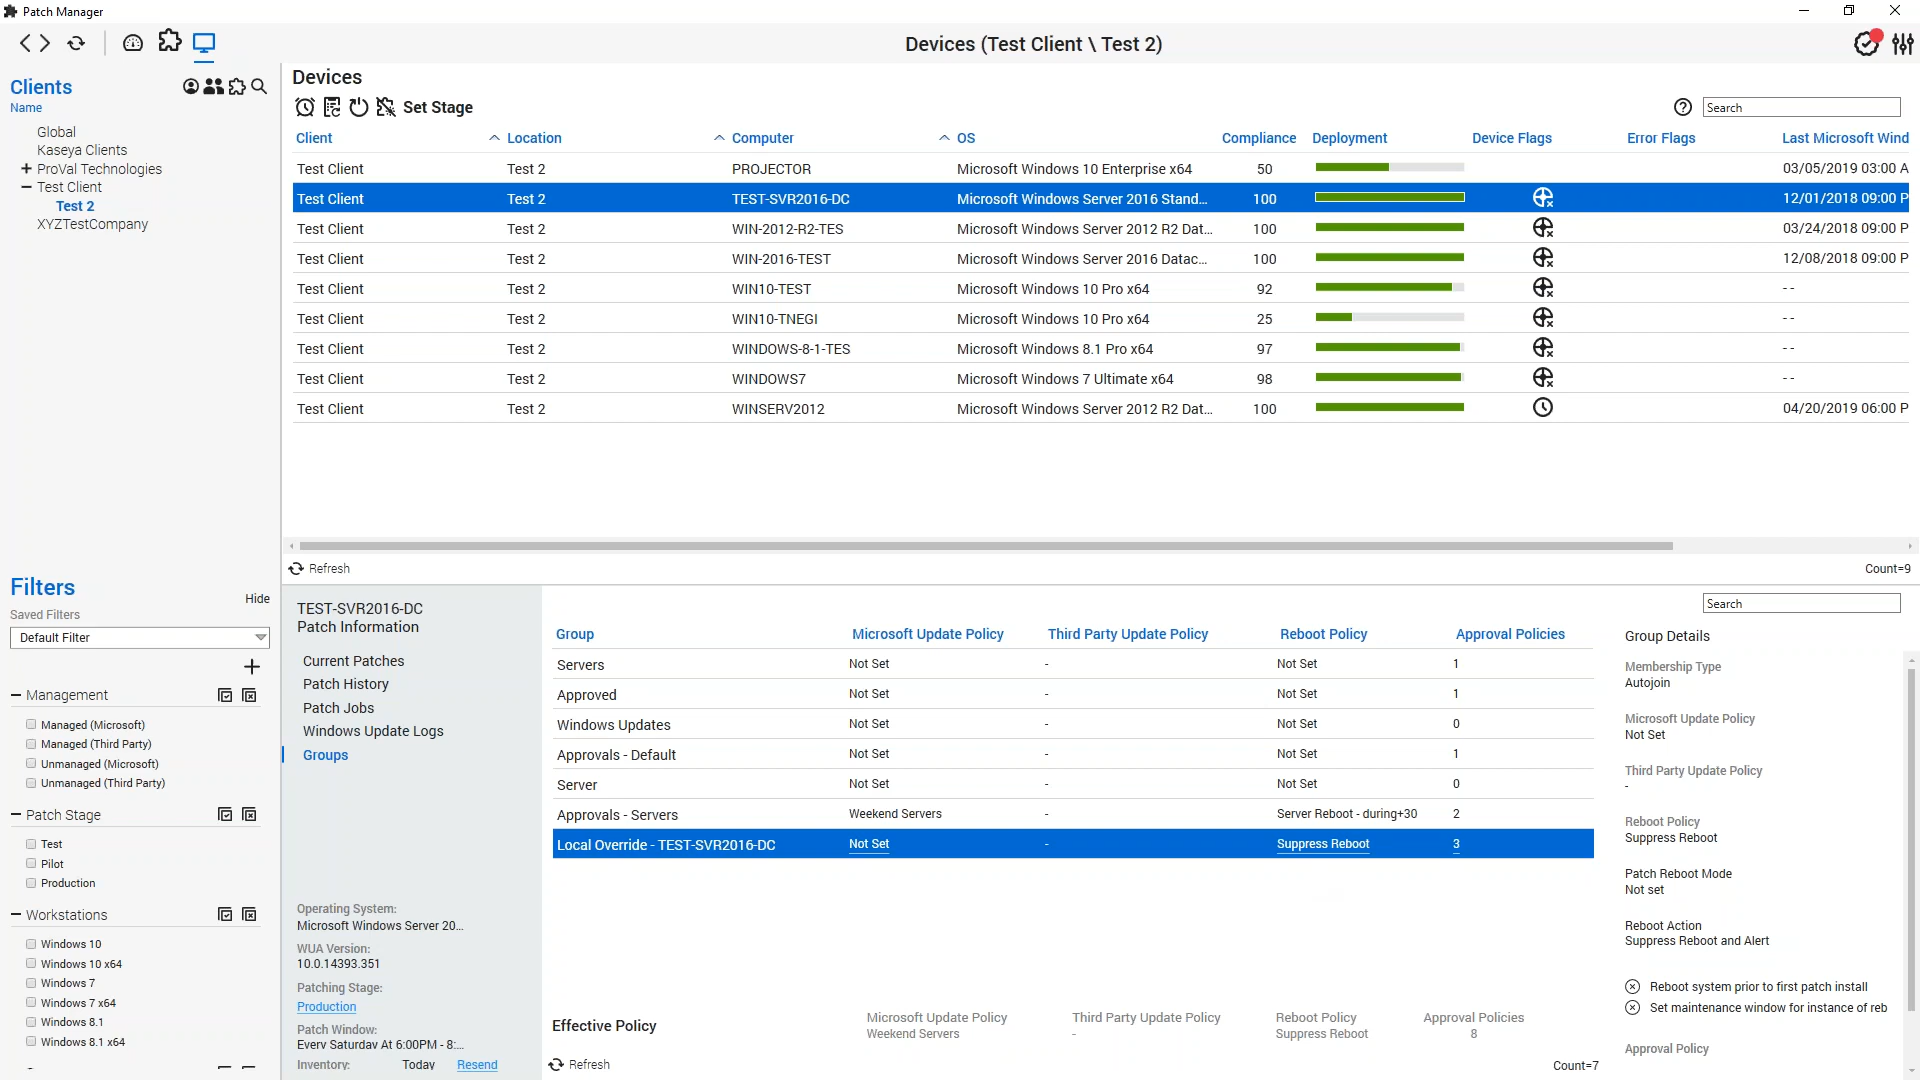 Patch Manager
Devices (Test Client \ Test 2)
Clients
Name
Global
Kaseya Clients
ProVal Technologies
Test Client
Test 2
XYZTestCompany
Devices
Set Stage
Search
Client Location Computer OS Compliance Deployment Device Flags Error Flags Last Microsoft Wind
Test Client Test 2 PROJECTOR Microsoft Windows 10 Enterprise x64 50 03/05/2019 03:00 A
Test Client Test 2 TEST-SVR2016-DC Microsoft Windows Server 2016 Stand... 100 12/01/2018 09:00 P
Test Client Test 2 WIN-2012-R2-TES Microsoft Windows Server 2012 R2 Dat... 100 03/24/2018 09:00 P
Test Client Test 2 WIN-2016-TEST Microsoft Windows Server 2016 Datac... 100 12/08/2018 09:00 P
Test Client Test 2 WIN10-TEST Microsoft Windows 10 Pro x64 92 - -
Test Client Test 2 WIN10-TNEGI Microsoft Windows 10 Pro x64 25 - -
Test Client Test 2 WINDOWS-8-1-TES Microsoft Windows 8.1 Pro x64 97 - -
Test Client Test 2 WINDOWS7 Microsoft Windows 7 Ultimate x64 98 - -
Test Client Test 2 WINSERV2012 Microsoft Windows Server 2012 R2 Dat... 100 04/20/2019 06:00 P
Refresh Count=9
Filters
Hide
Saved Filters
Default Filter
Management
Managed (Microsoft)
Managed (Third Party)
Unmanaged (Microsoft)
Unmanaged (Third Party)
Patch Stage
Test
Pilot
Production
Workstations
Windows 10
Windows 10 x64
Windows 7
Windows 7 x64
Windows 8.1
Windows 8.1 x64
TEST-SVR2016-DC
Patch Information
Current Patches
Patch History
Patch Jobs
Windows Update Logs
Groups
Operating System:
Microsoft Windows Server 20...
WUA Version:
10.0.14393.351
Patching Stage:
Production
Patch Window:
Every Saturday At 6:00PM - 8:...
Inventory: Today Resend
Search
Group Microsoft Update Policy Third Party Update Policy Reboot Policy Approval Policies
Servers Not Set - Not Set 1
Approved Not Set - Not Set 1
Windows Updates Not Set - Not Set 0
Approvals - Default Not Set - Not Set 1
Server Not Set - Not Set 0
Approvals - Servers Weekend Servers - Server Reboot - during+30 2
Local Override - TEST-SVR2016-DC Not Set - Suppress Reboot 3
Effective Policy
Microsoft Update Policy Third Party Update Policy Reboot Policy Approval Policies
Weekend Servers - Suppress Reboot 8
Refresh Count=7
Group Details
Membership Type
Autojoin
Microsoft Update Policy
Not Set
Third Party Update Policy
-
Reboot Policy
Suppress Reboot
Patch Reboot Mode
Not set
Reboot Action
Suppress Reboot and Alert
Reboot system prior to first patch install
Set maintenance window for instance of reb
Approval Policy